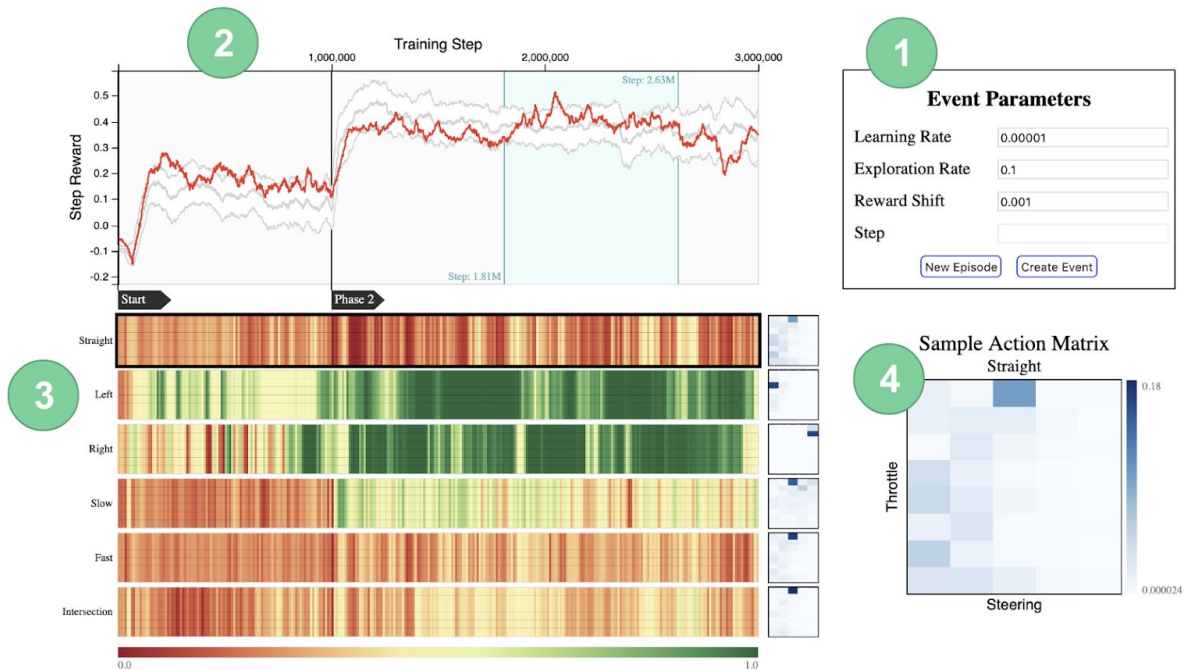 2
Training Step
1,000,000
2,000,000
3,000,000
Step: 2.63M
0.5
0.4
0.3
0.2
0.1
0.0
-0.1
-0.2
Step Reward
Step: 1.81M
Start
Phase 2
1
Event Parameters
Learning Rate
0.00001
Exploration Rate
0.1
Reward Shift
0.001
Step
New Episode
Create Event
3
Straight
Left
Right
Slow
Fast
Intersection
0.0
1.0
4
Sample Action Matrix
Straight
0.18
Throttle
0.000024
Steering